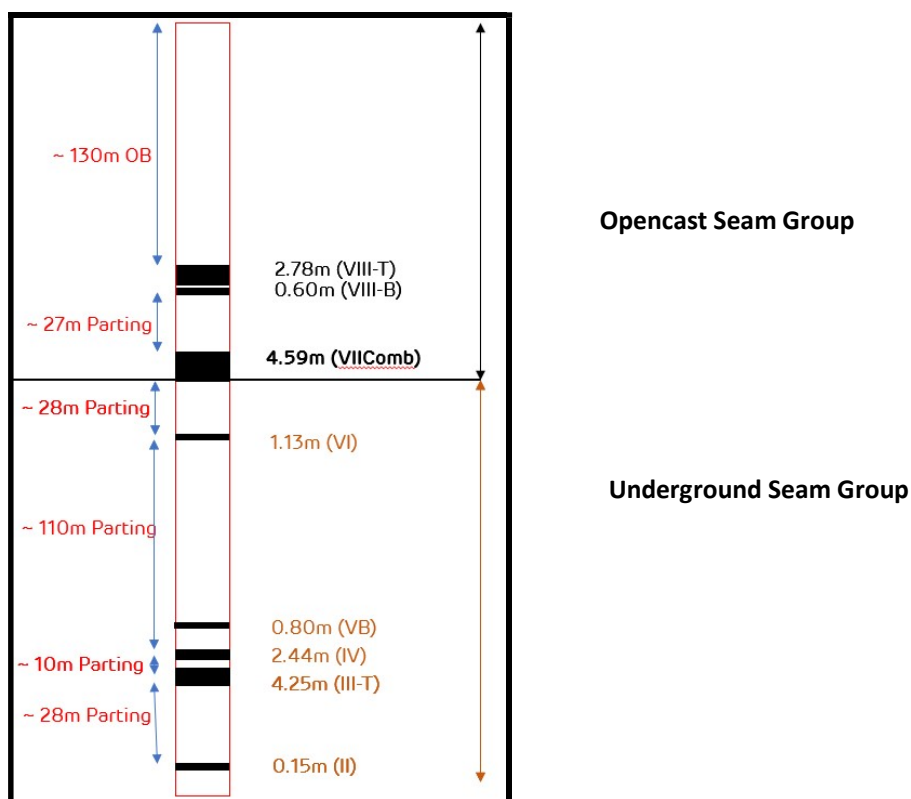 ~ 130m OB
Opencast Seam Group
2.78m (VIII-T)
0.60m (VIII-B)
~ 27m Parting
4.59m (VIIComb)
~ 28m Parting
1.13m (VI)
Underground Seam Group
~ 110m Parting
0.80m (VB)
2.44m (IV)
~ 10m Parting
4.25m (III-T)
~ 28m Parting
0.15m (II)